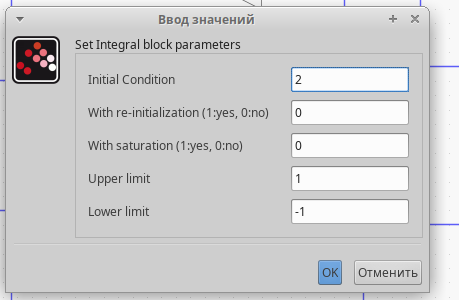 Ввод значений
Set Integral block parameters
Initial Condition 2
With re-initialization (1:yes, 0:no) 0
With saturation (1:yes, 0:no) 0
Upper limit 1
Lower limit -1
OK Отменить